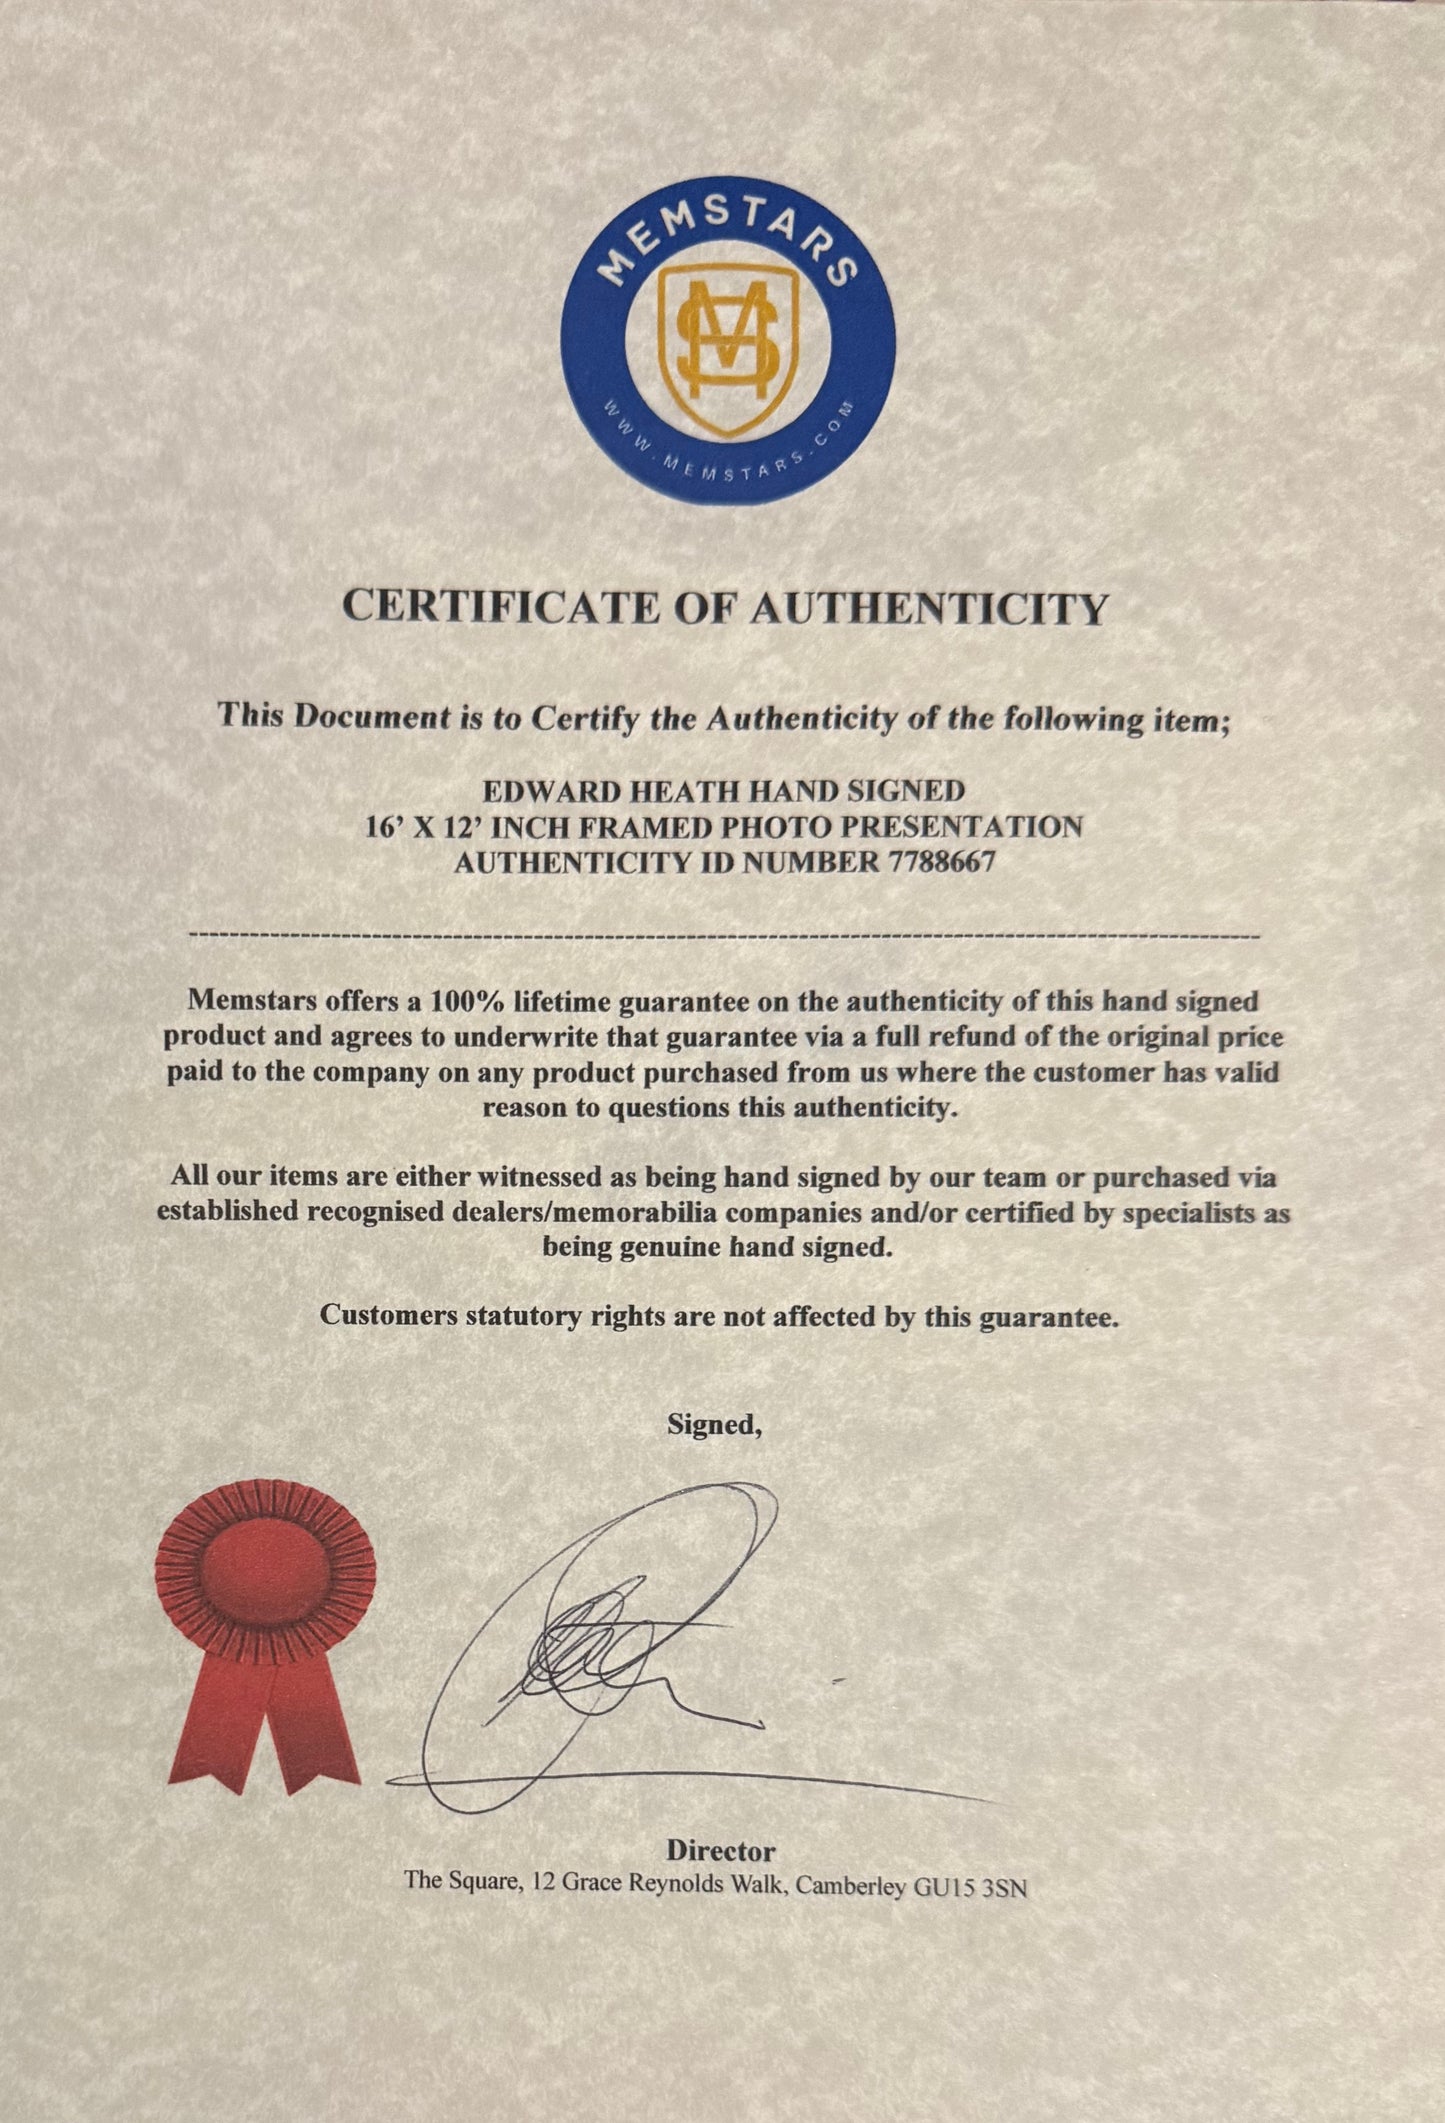 MEMSTARS
WWW.MEMSTARS.COM
CERTIFICATE OF AUTHENTICITY
This Document is to Certify the Authenticity of the following item;
EDWARD HEATH HAND SIGNED
16’ X 12’ INCH FRAMED PHOTO PRESENTATION
AUTHENTICITY ID NUMBER 7788667
Memstars offers a 100% lifetime guarantee on the authenticity of this hand signed
product and agrees to underwrite that guarantee via a full refund of the original price
paid to the company on any product purchased from us where the customer has valid
reason to questions this authenticity.
All our items are either witnessed as being hand signed by our team or purchased via
established recognised dealers/memorabilia companies and/or certified by specialists as
being genuine hand signed.
Customers statutory rights are not affected by this guarantee.
Signed,
Director
The Square, 12 Grace Reynolds Walk, Camberley GU15 3SN